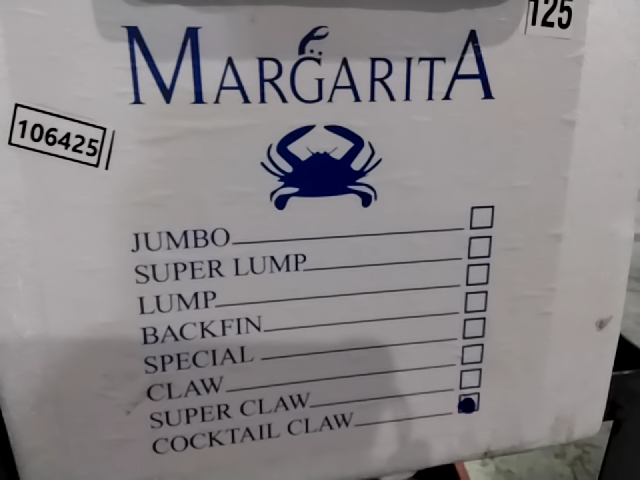 125
MARGARITA
106425
JUMBO
SUPER LUMP
LUMP
BACKFIN
SPECIAL
CLAW
SUPER CLAW
COCKTAIL CLAW